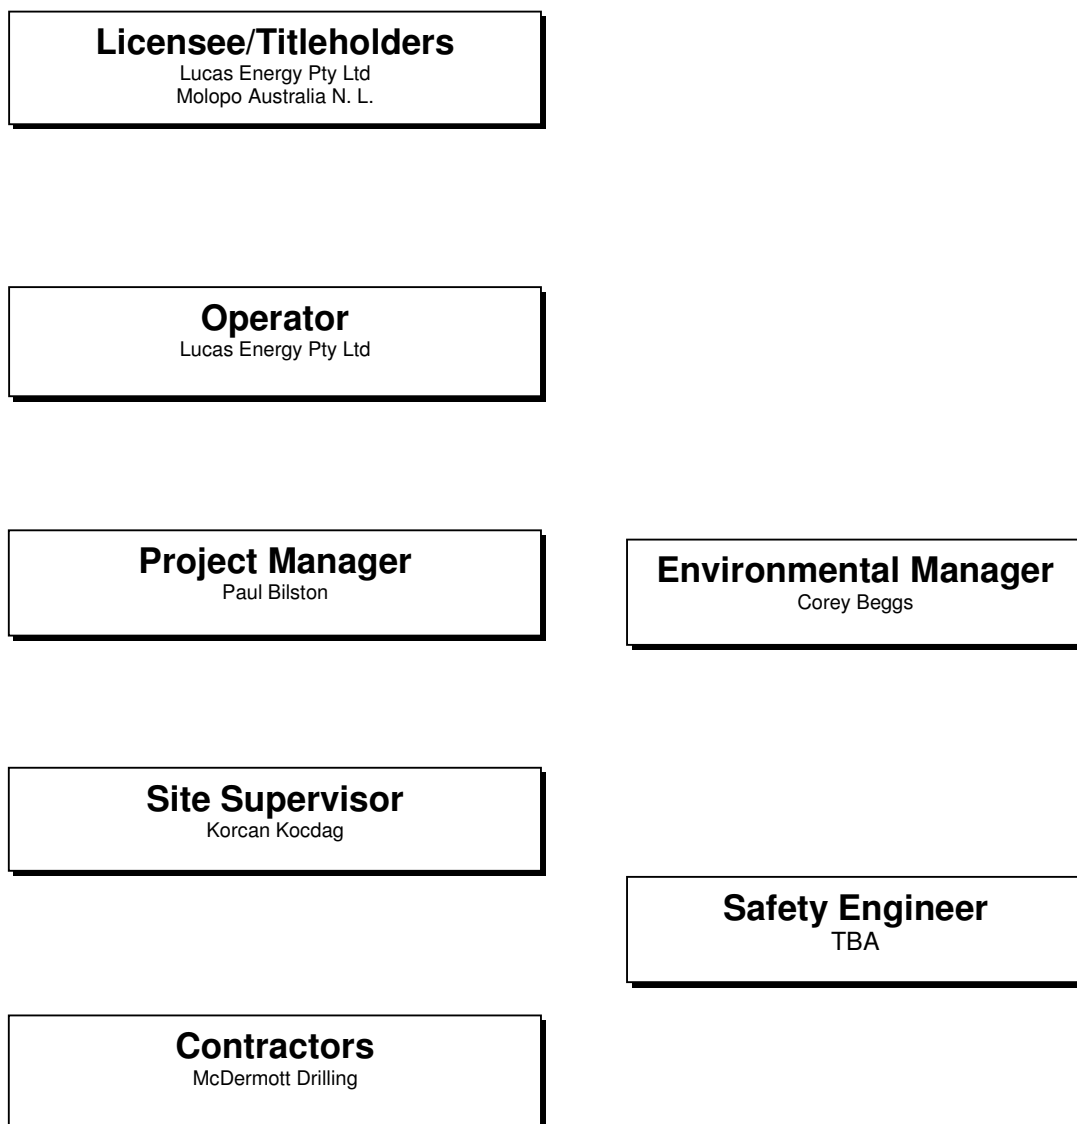 Licensee/Titleholders
Lucas Energy Pty Ltd
Molopo Australia N. L.
Operator
Lucas Energy Pty Ltd
Project Manager
Paul Bilston
Environmental Manager
Corey Beggs
Site Supervisor
Korcan Kocdag
Safety Engineer
TBA
Contractors
McDermott Drilling